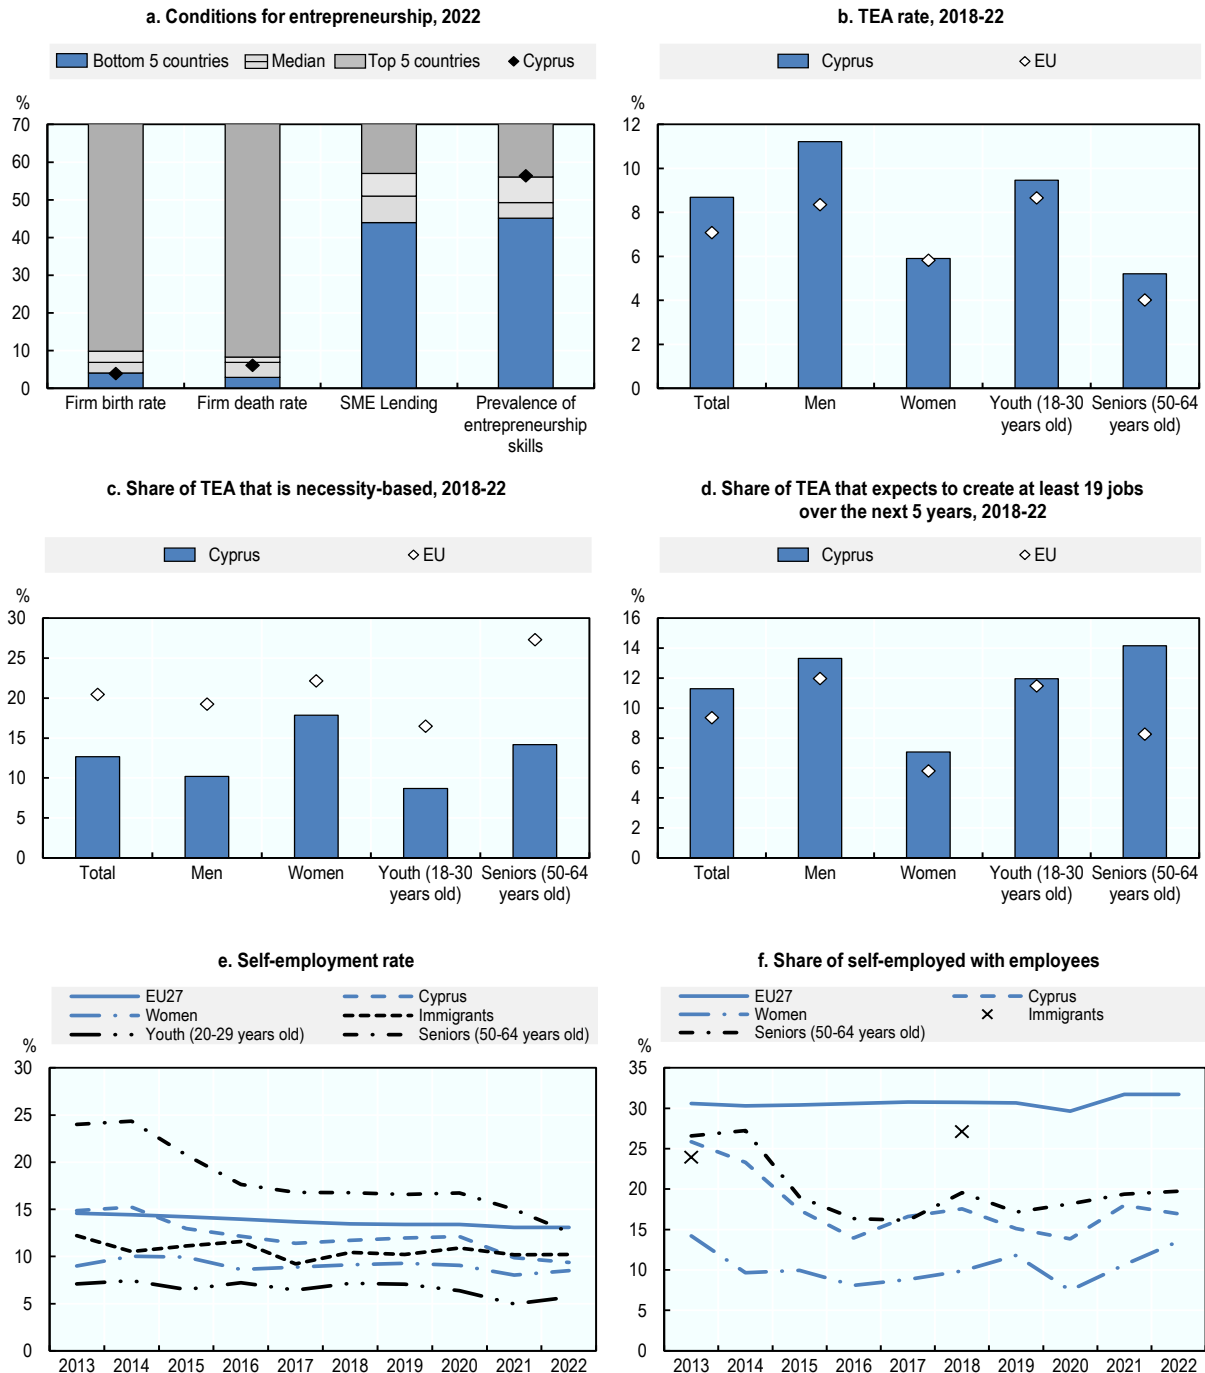 a. Conditions for entrepreneurship, 2022
Bottom 5 countries
Median
Top 5 countries
Cyprus
%
70
60
50
40
30
20
10
0
Firm birth rate
Firm death rate
SME Lending
Prevalence of
entrepreneurship
skills
b. TEA rate, 2018-22
Cyprus
EU
%
12
10
8
6
4
2
0
Total
Men
Women
Youth (18-30
years old)
Seniors (50-64
years old)
c. Share of TEA that is necessity-based, 2018-22
Cyprus
EU
%
30
25
20
15
10
5
0
Total
Men
Women
Youth (18-30
years old)
Seniors (50-64
years old)
d. Share of TEA that expects to create at least 19 jobs
over the next 5 years, 2018-22
Cyprus
EU
%
16
14
12
10
8
6
4
2
0
Total
Men
Women
Youth (18-30
years old)
Seniors (50-64
years old)
e. Self-employment rate
EU27
Cyprus
Women
Immigrants
Youth (20-29 years old)
Seniors (50-64 years old)
%
30
25
20
15
10
5
0
2013 2014 2015 2016 2017 2018 2019 2020 2021 2022
f. Share of self-employed with employees
EU27
Cyprus
Women
Immigrants
Seniors (50-64 years old)
%
35
30
25
20
15
10
5
0
2013 2014 2015 2016 2017 2018 2019 2020 2021 2022